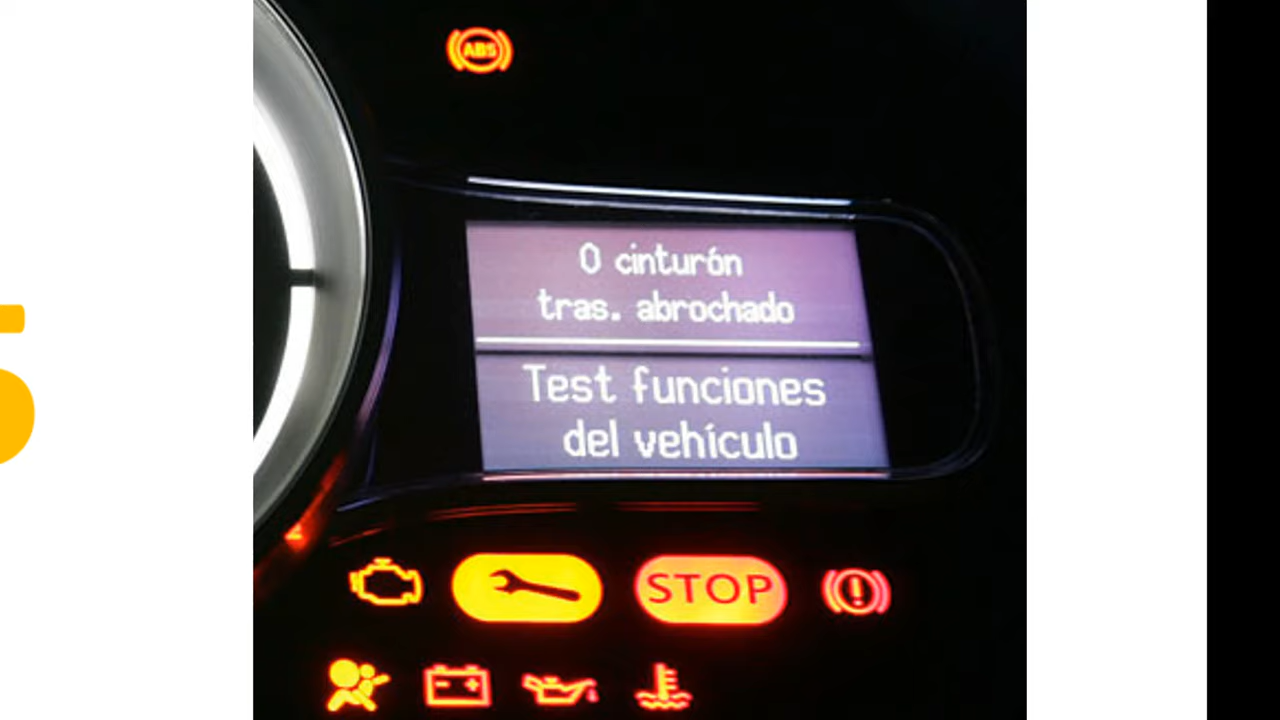 ABS
0 cinturón
tras. abrochado
Test funciones
del vehículo
STOP